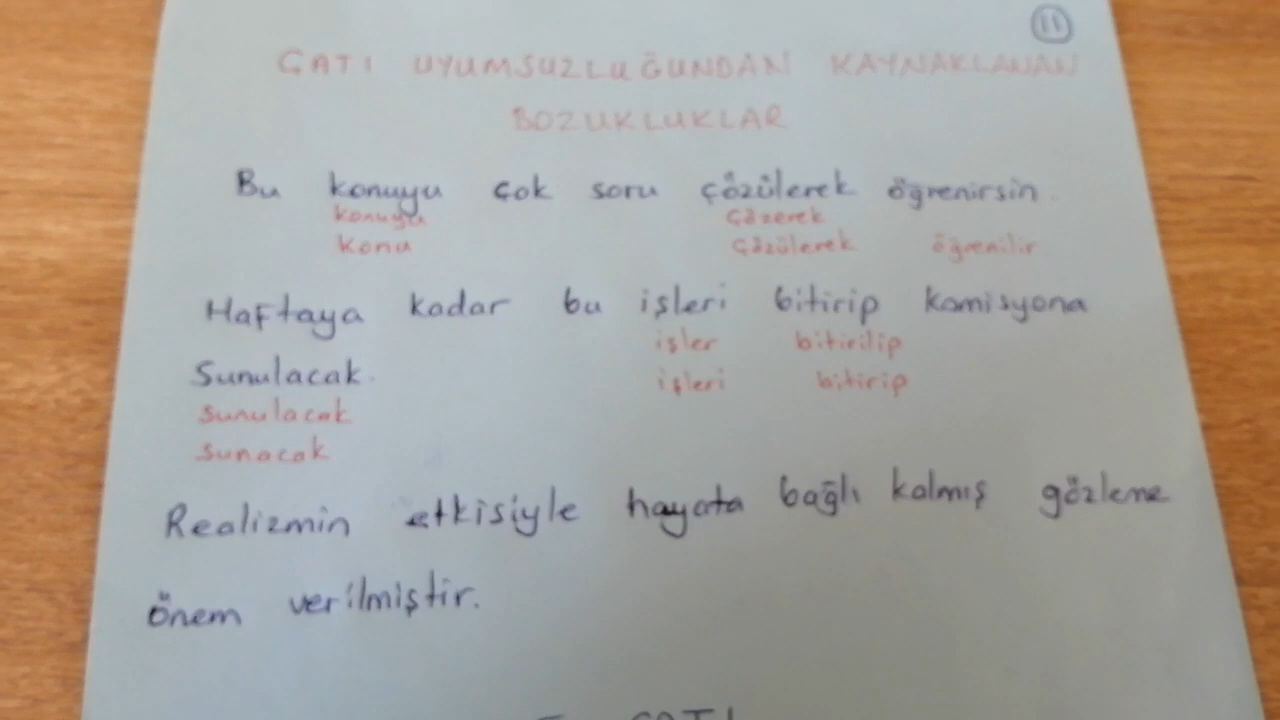 11
ÇATI UYUMSUZLUĞUNDAN KAYNAKLANAN
BOZUKLUKLAR
Bu konuyu çok soru çözülerek öğrenirsin.
konuyu çözerek
konu çözülerek öğrenilir
Haftaya kadar bu işleri bitirip komisyona
işler bitirilip
sunulacak.
işleri bitirip
sunulacak
sunacak
Realizmin etkisiyle hayata bağlı kalmış gözleme
önem verilmiştir.
ÇATI